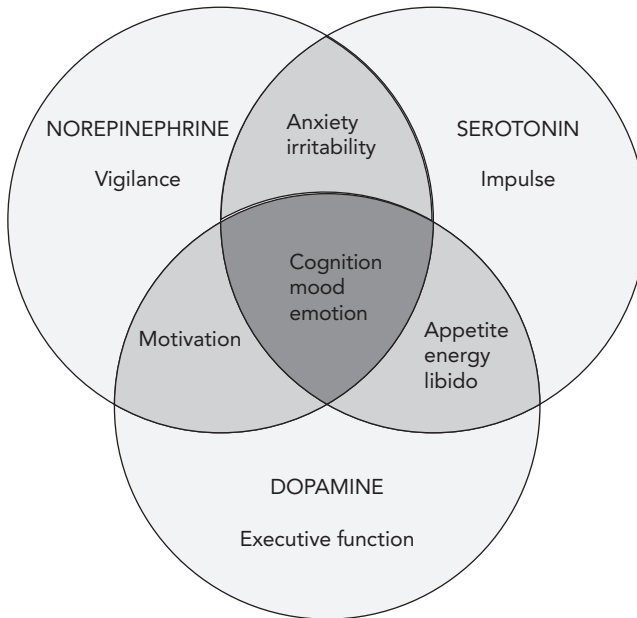 NOREPINEPHRINE
Vigilance
Anxiety
irritability
SEROTONIN
Impulse
Cognition
mood
emotion
Motivation
Appetite
energy
libido
DOPAMINE
Executive function